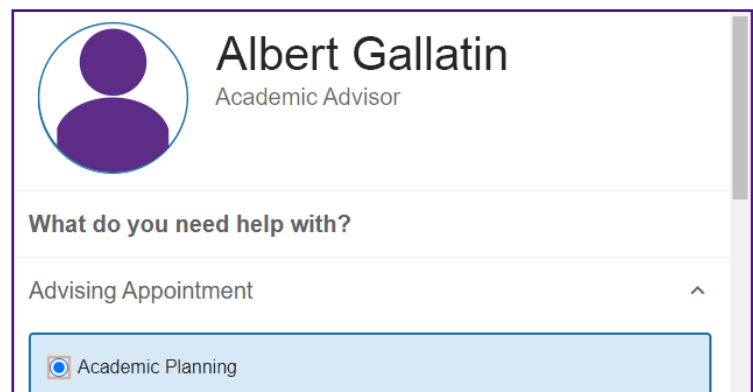 Albert Gallatin
Academic Advisor
What do you need help with?
Advising Appointment
Academic Planning